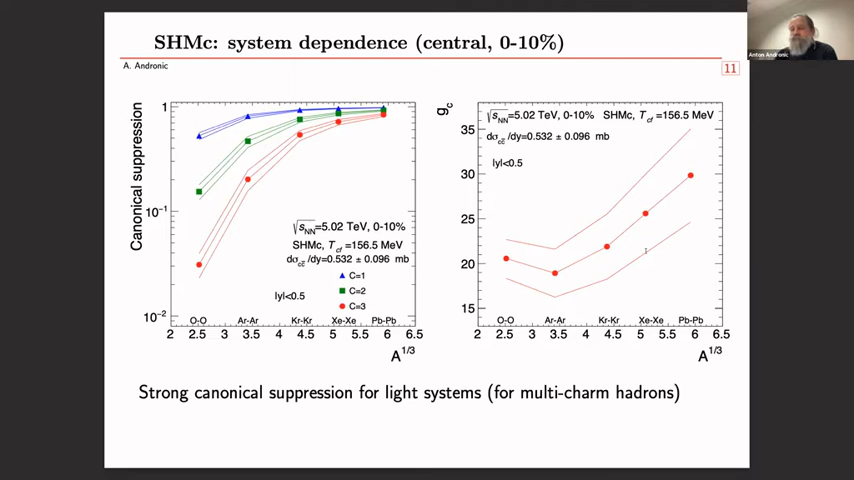 SHMc: system dependence (central, 0-10%)
A. Andronic
11
Anton Andronic
Canonical suppression
1
10⁻¹
10⁻²
√sNN=5.02 TeV, 0-10%
SHMc, Tcf =156.5 MeV
dσcc̅/dy=0.532 ± 0.096 mb
C=1
C=2
C=3
|y|<0.5
O-O Ar-Ar Kr-Kr Xe-Xe Pb-Pb
2 2.5 3 3.5 4 4.5 5 5.5 6 6.5
A^1/3
gc
35
30
25
20
15
√sNN=5.02 TeV, 0-10% SHMc, Tcf =156.5 MeV
dσcc̅/dy=0.532 ± 0.096 mb
|y|<0.5
O-O Ar-Ar Kr-Kr Xe-Xe Pb-Pb
2 2.5 3 3.5 4 4.5 5 5.5 6 6.5
A^1/3
Strong canonical suppression for light systems (for multi-charm hadrons)